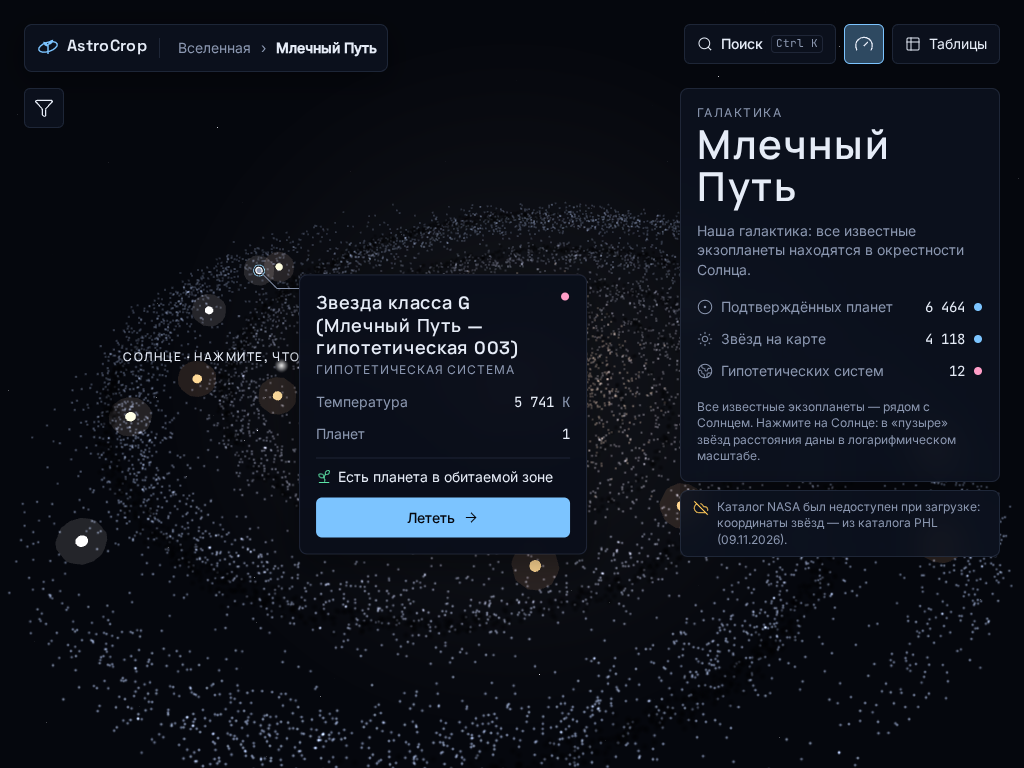 AstroCrop
Вселенная › Млечный Путь
Поиск Ctrl K
Таблицы
ГАЛАКТИКА
Млечный
Путь
Наша галактика: все известные
экзопланеты находятся в окрестности
Солнца.
Подтверждённых планет 6 464
Звёзд на карте 4 118
Гипотетических систем 12
Все известные экзопланеты — рядом с
Солнцем. Нажмите на Солнце: в «пузыре»
звёзд расстояния даны в логарифмическом
масштабе.
Каталог NASA был недоступен при загрузке:
координаты звёзд — из каталога PHL
(09.11.2026).
СОЛНЦЕ · НАЖМИТЕ, ЧТО
Звезда класса G
(Млечный Путь —
гипотетическая 003)
ГИПОТЕТИЧЕСКАЯ СИСТЕМА
Температура 5 741 K
Планет 1
Есть планета в обитаемой зоне
Лететь →